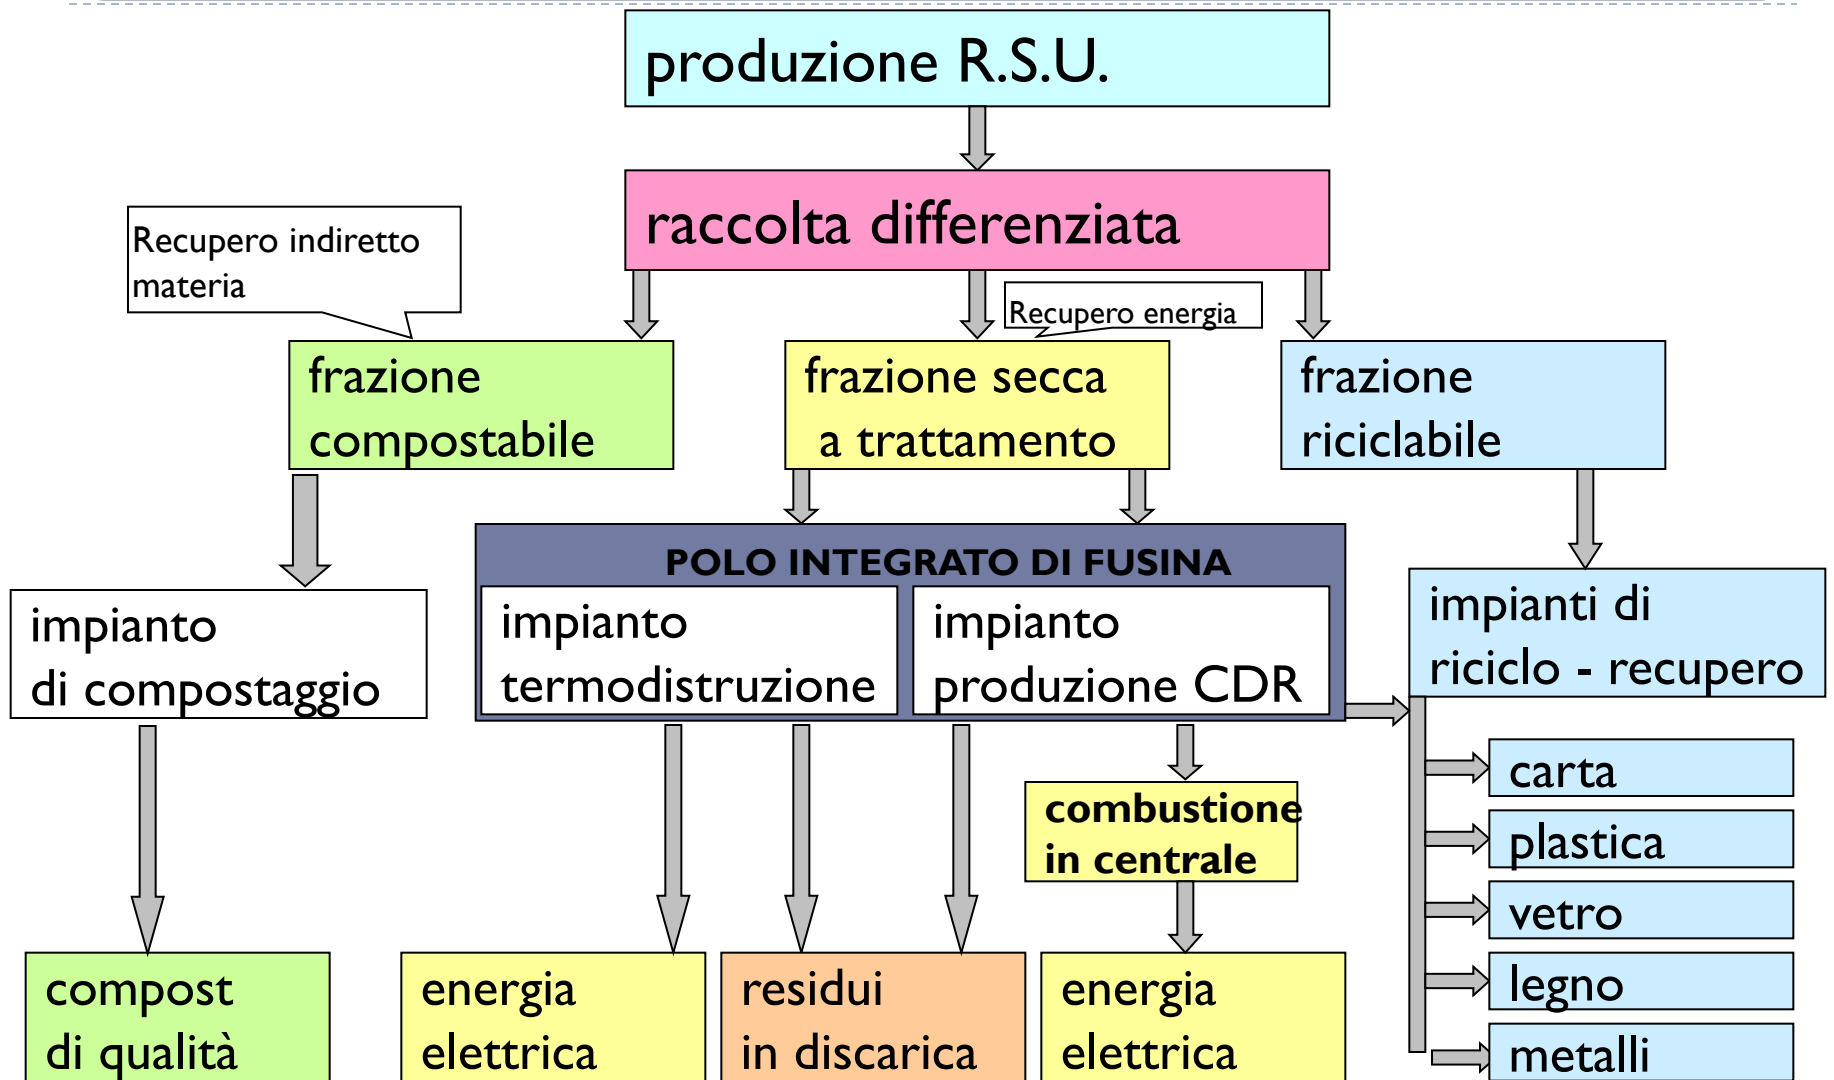 produzione R.S.U.
raccolta differenziata
Recupero indiretto
materia
Recupero energia
frazione
compostabile
frazione secca
a trattamento
frazione
riciclabile
POLO INTEGRATO DI FUSINA
impianto
di compostaggio
impianto
termodistruzione
impianto
produzione CDR
impianti di
riciclo - recupero
combustione
in centrale
carta
plastica
vetro
legno
metalli
compost
di qualità
energia
elettrica
residui
in discarica
energia
elettrica